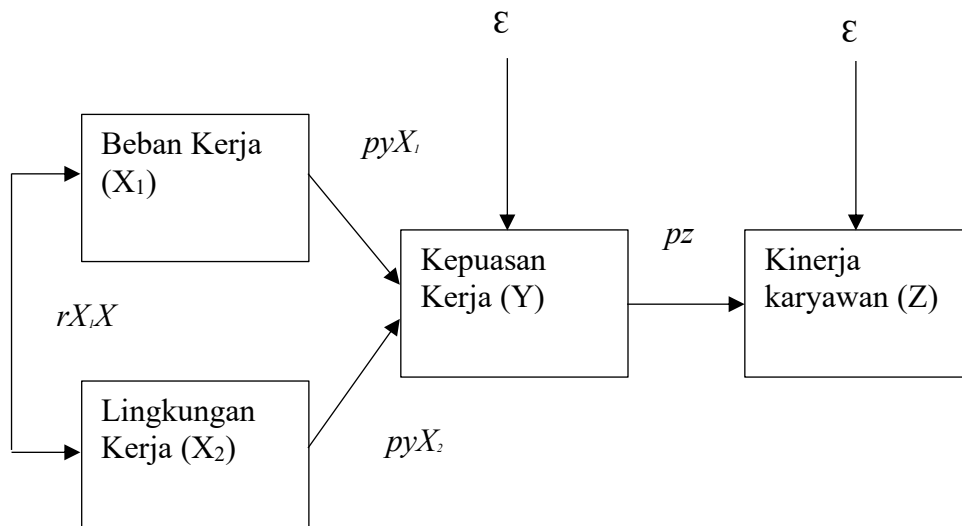 ε
ε
Beban Kerja
(X₁)
pyX₁
Kepuasan
Kerja (Y)
pz
Kinerja
karyawan (Z)
rX₁X
Lingkungan
Kerja (X₂)
pyX₂